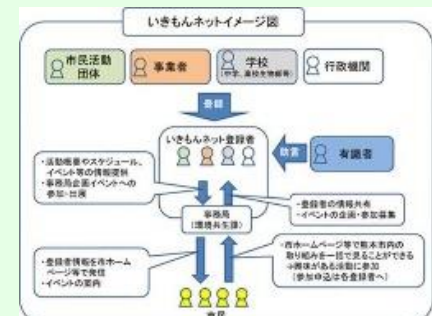 いきもんネットイメージ図
市民活動
団体
事業者
学校
(中学、高校生物部等)
行政機関
登録
いきもんネット登録者
助言
有識者
・活動概要やスケジュール、
イベント等の情報提供
・事務局企画イベントへの
参加・出展
事務局
(環境共生課)
・登録者の情報共有
・イベントの企画・参加募集
・登録者情報を市ホーム
ページ等で発信
・イベントの案内
・市ホームページ等で熊本市内の
取り組みを一括で見ることができる
⇒興味がある活動に参加
(参加申込は各登録者へ)
市民